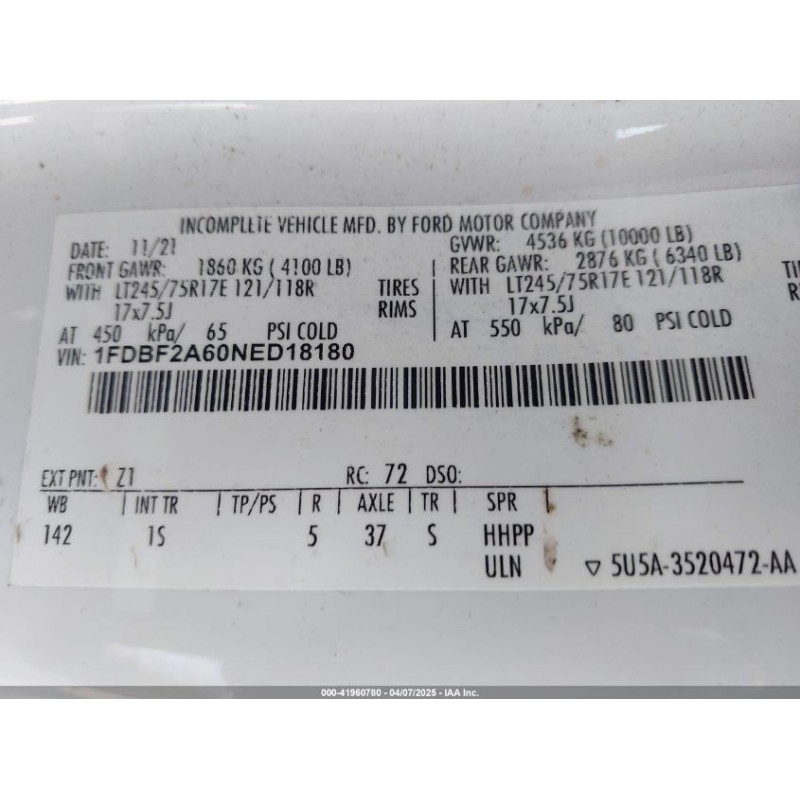 INCOMPLETE VEHICLE MFD. BY FORD MOTOR COMPANY
DATE: 11/21 GVWR: 4536 KG (10000 LB)
FRONT GAWR: 1860 KG ( 4100 LB) REAR GAWR: 2876 KG ( 6340 LB)
WITH LT245/75R17E 121/118R TIRES WITH LT245/75R17E 121/118R
17x7.5J RIMS 17x7.5J
AT 450 kPa/ 65 PSI COLD AT 550 kPa/ 80 PSI COLD
VIN: 1FDBF2A60NED18180
EXT PNT: Z1 RC: 72 DSO:
WB | INT TR | TP/PS | R | AXLE | TR | SPR
142 1S 5 37 S HHPP
ULN ▽ 5U5A-3520472-AA
000-41960780 - 04/07/2025 - IAA Inc.